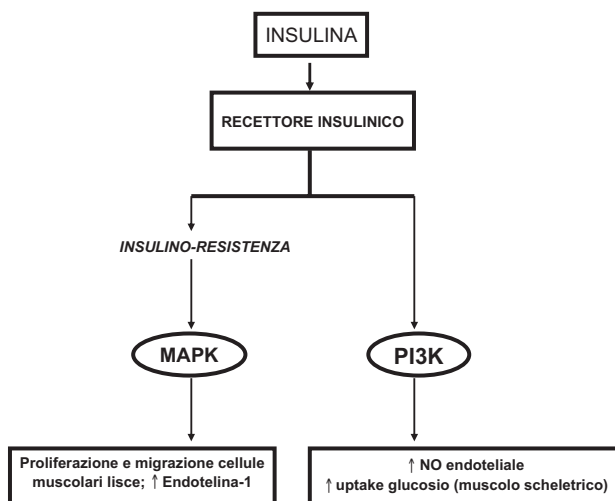 INSULINA
RECETTORE INSULINICO
INSULINO-RESISTENZA
MAPK
PI3K
Proliferazione e migrazione cellule
muscolari lisce; ↑ Endotelina-1
↑ NO endoteliale
↑ uptake glucosio (muscolo scheletrico)